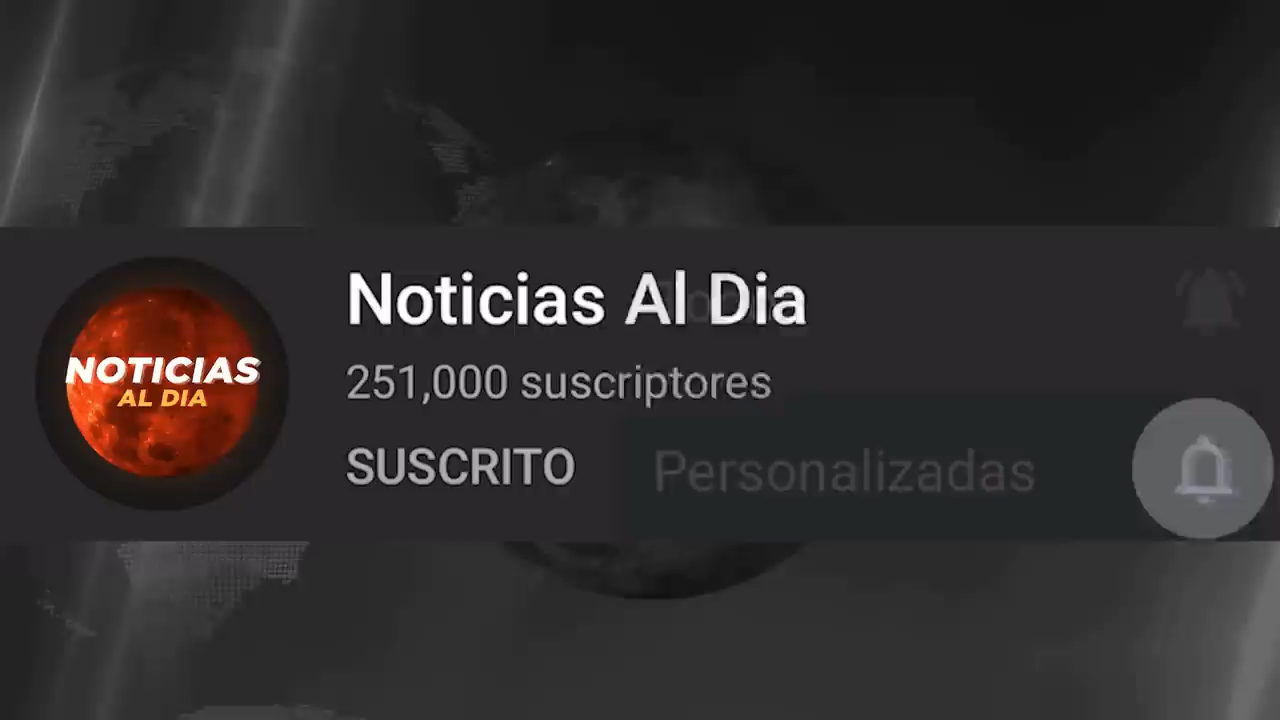 Noticias Al Dia
251,000 suscriptores
SUSCRITO
Personalizadas
NOTICIAS
AL DIA